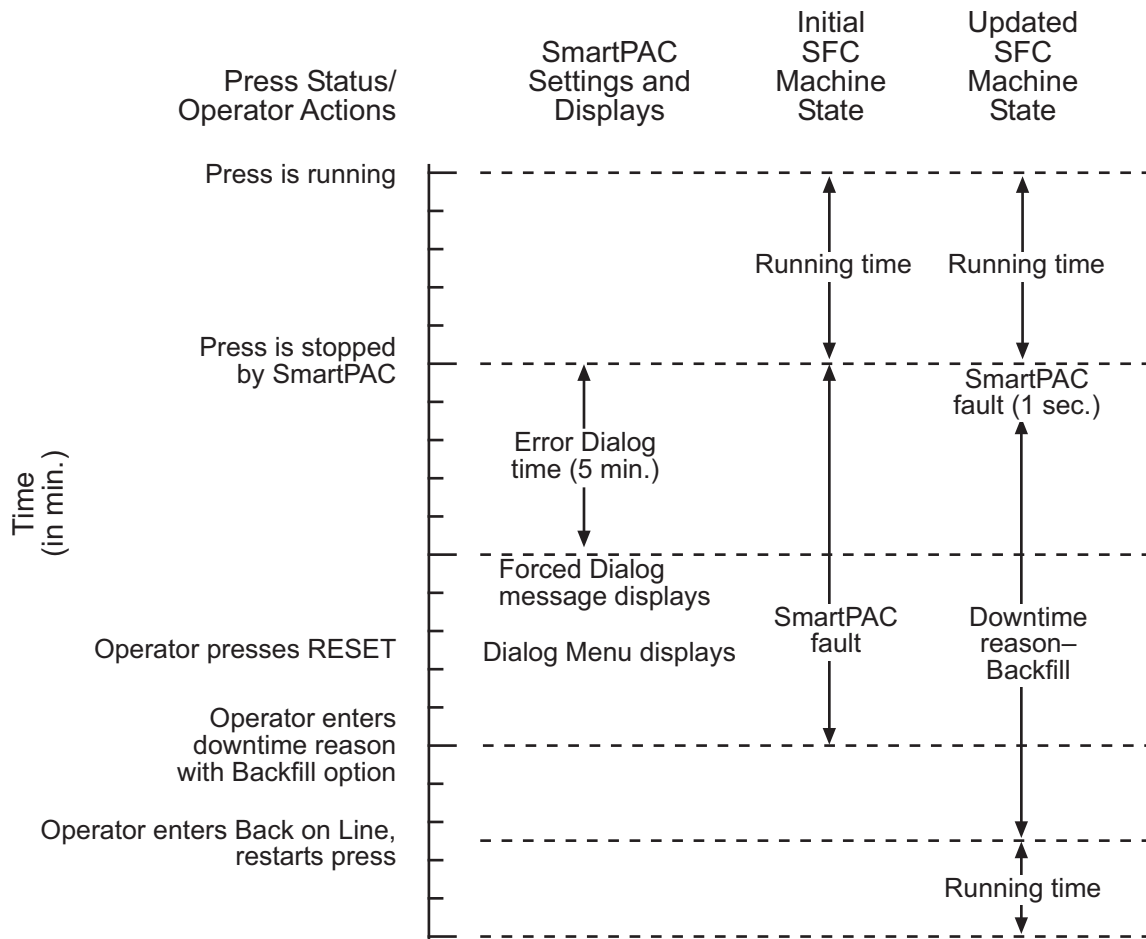 Press Status/
Operator Actions
SmartPAC
Settings and
Displays
Initial
SFC
Machine
State
Updated
SFC
Machine
State
Time
(in min.)
Press is running
Running time
Running time
Press is stopped
by SmartPAC
SmartPAC
fault (1 sec.)
Error Dialog
time (5 min.)
Forced Dialog
message displays
Operator presses RESET
Dialog Menu displays
SmartPAC
fault
Downtime
reason–
Backfill
Operator enters
downtime reason
with Backfill option
Operator enters Back on Line,
restarts press
Running time